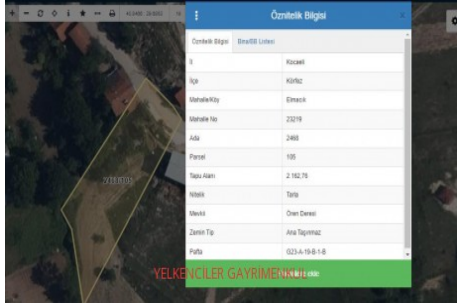 Öznitelik Bilgisi
Öznitelik Bilgisi Bina/BB Listesi
İl Kocaeli
İlçe Körfez
Mahalle/Köy Elmacık
Mahalle No 23219
Ada 2468
Parsel 105
Tapu Alanı 2.162,76
Nitelik Tarla
Mevkii Ören Deresi
Zemin Tip Ana Taşınmaz
Pafta G23-A-19-B-1-B
YELKENCİLER GAYRİMENKUL